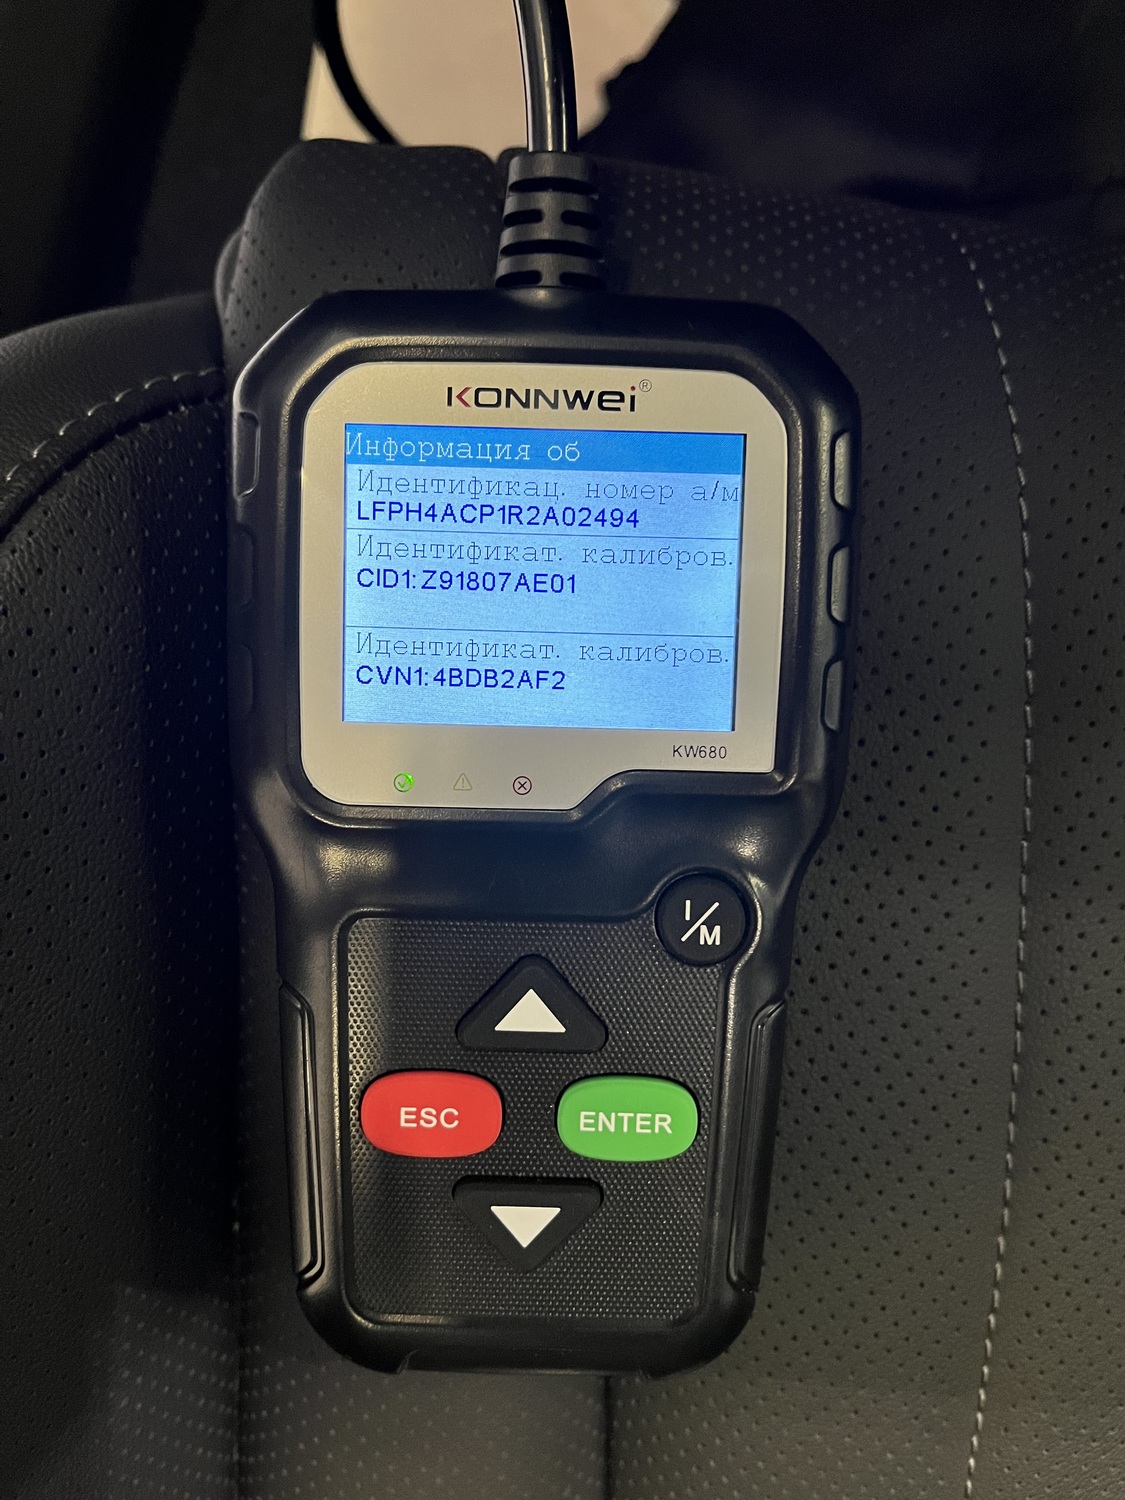 KONNWEI®
Информация об
Идентификац. номер а/м
LFPH4ACP1R2A02494
Идентификат. калибров.
CID1:Z91807AE01
Идентификат. калибров.
CVN1:4BDB2AF2
KW680
I/M
ESC
ENTER